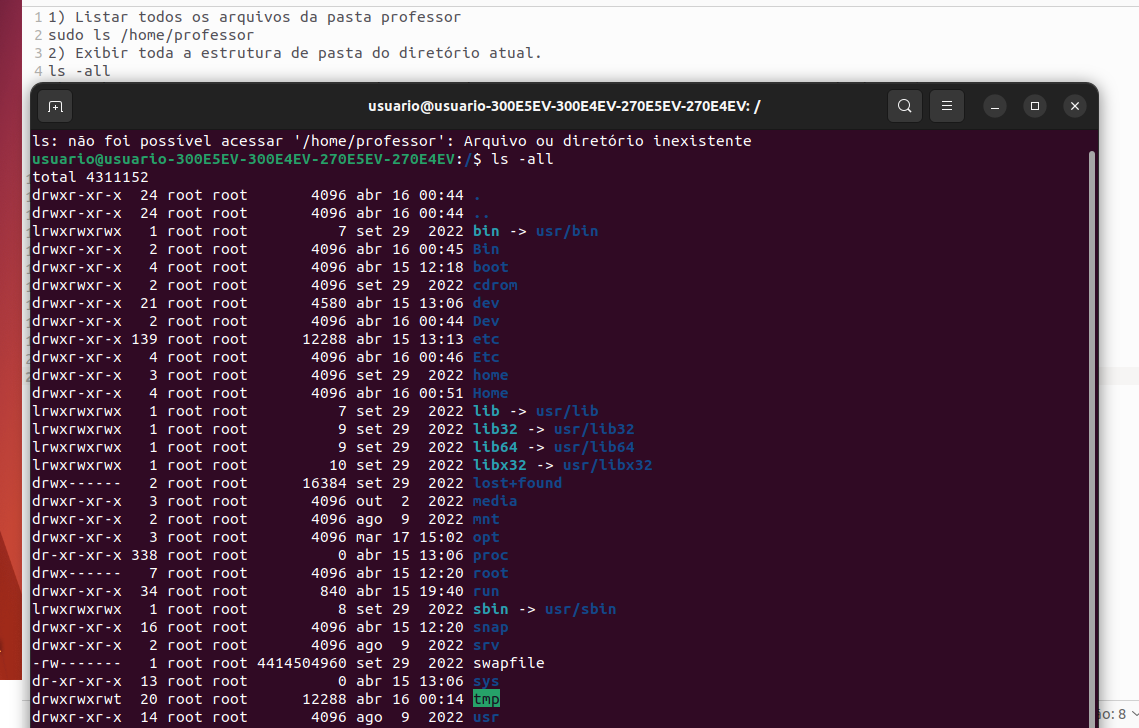 1 1) Listar todos os arquivos da pasta professor
2 sudo ls /home/professor
3 2) Exibir toda a estrutura de pasta do diretório atual.
4 ls -all
usuario@usuario-300E5EV-300E4EV-270E5EV-270E4EV: /
ls: não foi possível acessar '/home/professor': Arquivo ou diretório inexistente
usuario@usuario-300E5EV-300E4EV-270E5EV-270E4EV:/$ ls -all
total 4311152
drwxr-xr-x  24 root root       4096 abr 16 00:44 .
drwxr-xr-x  24 root root       4096 abr 16 00:44 ..
lrwxrwxrwx   1 root root          7 set 29  2022 bin -> usr/bin
drwxr-xr-x   2 root root       4096 abr 16 00:45 Bin
drwxr-xr-x   4 root root       4096 abr 15 12:18 boot
drwxrwxr-x   2 root root       4096 set 29  2022 cdrom
drwxr-xr-x  21 root root       4580 abr 15 13:06 dev
drwxr-xr-x   2 root root       4096 abr 16 00:44 Dev
drwxr-xr-x 139 root root      12288 abr 15 13:13 etc
drwxr-xr-x   4 root root       4096 abr 16 00:46 Etc
drwxr-xr-x   3 root root       4096 set 29  2022 home
drwxr-xr-x   4 root root       4096 abr 16 00:51 Home
lrwxrwxrwx   1 root root          7 set 29  2022 lib -> usr/lib
lrwxrwxrwx   1 root root          9 set 29  2022 lib32 -> usr/lib32
lrwxrwxrwx   1 root root          9 set 29  2022 lib64 -> usr/lib64
lrwxrwxrwx   1 root root         10 set 29  2022 libx32 -> usr/libx32
drwx------   2 root root      16384 set 29  2022 lost+found
drwxr-xr-x   3 root root       4096 out  2  2022 media
drwxr-xr-x   2 root root       4096 ago  9  2022 mnt
drwxr-xr-x   3 root root       4096 mar 17 15:02 opt
dr-xr-xr-x 338 root root          0 abr 15 13:06 proc
drwx------   7 root root       4096 abr 15 12:20 root
drwxr-xr-x  34 root root        840 abr 15 19:40 run
lrwxrwxrwx   1 root root          8 set 29  2022 sbin -> usr/sbin
drwxr-xr-x  16 root root       4096 abr 15 12:20 snap
drwxr-xr-x   2 root root       4096 ago  9  2022 srv
-rw-------   1 root root 4414504960 set 29  2022 swapfile
dr-xr-xr-x  13 root root          0 abr 15 13:06 sys
drwxrwxrwt  20 root root      12288 abr 16 00:14 tmp
drwxr-xr-x  14 root root       4096 ago  9  2022 usr
ão: 8